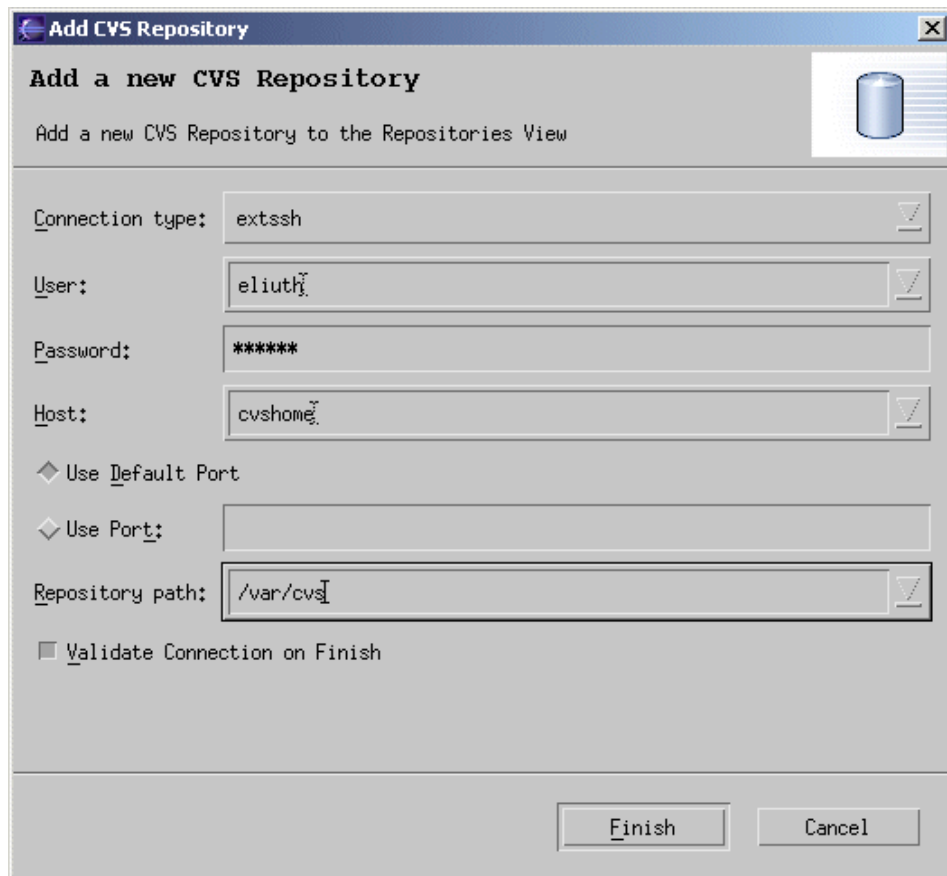 Add CVS Repository
Add a new CVS Repository
Add a new CVS Repository to the Repositories View
Connection type: extssh
User: eliuth
Password: ******
Host: cvshome
Use Default Port
Use Port:
Repository path: /var/cvs
Validate Connection on Finish
Finish Cancel